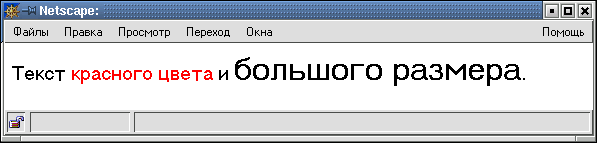 Netscape:
Файлы Правка Просмотр Переход Окна Помощь
Текст красного цвета и большого размера.